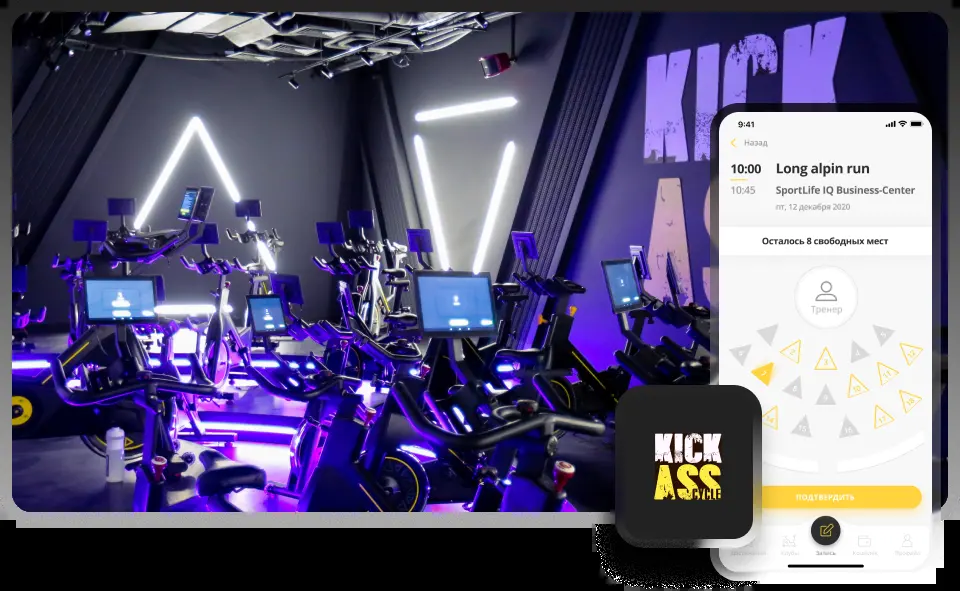 KICK
AS
9:41
Назад
10:00
Long alpin run
10:45
SportLife IQ Business-Center
пт, 12 декабря 2020
Осталось 8 свободных мест
Тренер
KICK
ASS
CYCLE
ПОДТВЕРДИТЬ
Клубы
Запись